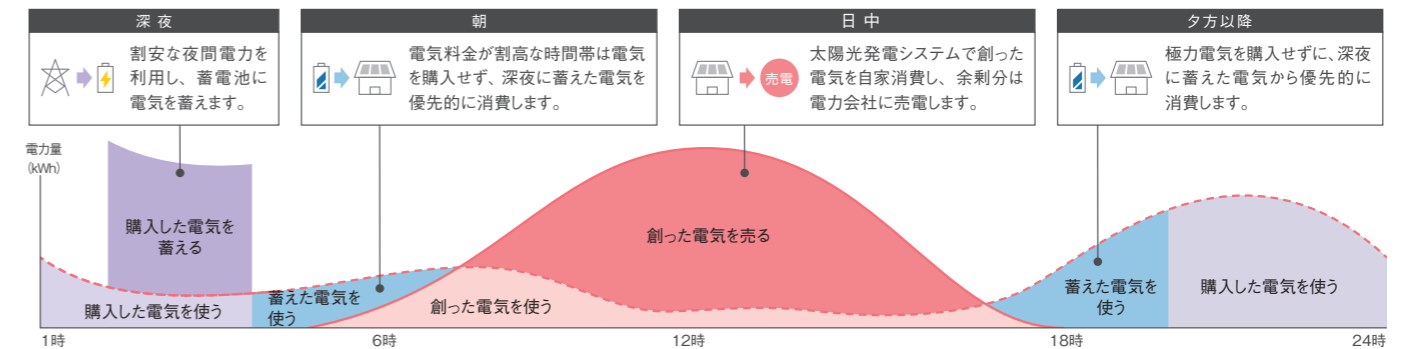 深夜
割安な夜間電力を
利用し、蓄電池に
電気を蓄えます。
朝
電気料金が割高な時間帯は電気
を購入せず、深夜に蓄えた電気を
優先的に消費します。
日中
売電
太陽光発電システムで創った
電気を自家消費し、余剰分は
電力会社に売電します。
夕方以降
極力電気を購入せずに、深夜
に蓄えた電気から優先的に
消費します。
電力量
(kWh)
購入した電気を
蓄える
購入した電気を使う
蓄えた電気を
使う
創った電気を使う
創った電気を売る
蓄えた電気を
使う
購入した電気を使う
1時
6時
12時
18時
24時